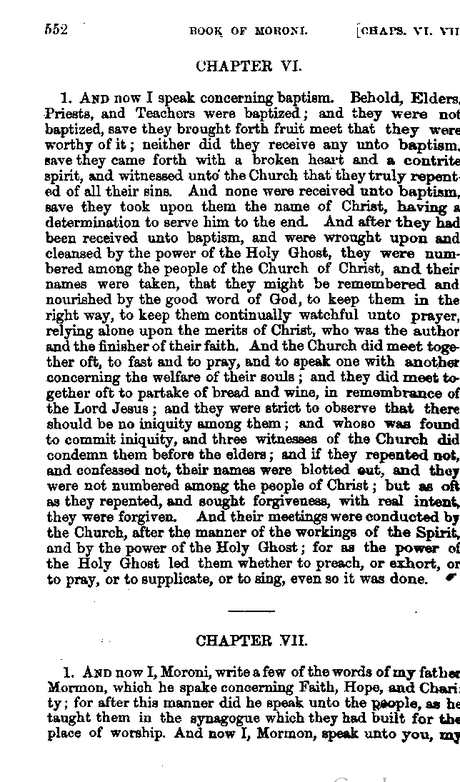 552 BOOK OF MORONI. [CHAPS. VI. VII
CHAPTER VI.
1. AND now I speak concerning baptism. Behold, Elders,
Priests, and Teachers were baptized; and they were not
baptized, save they brought forth fruit meet that they were
worthy of it; neither did they receive any unto baptism,
save they came forth with a broken heart and a contrite
spirit, and witnessed unto the Church that they truly repent-
ed of all their sins. And none were received unto baptism,
save they took upon them the name of Christ, having a
determination to serve him to the end. And after they had
been received unto baptism, and were wrought upon and
cleansed by the power of the Holy Ghost, they were num-
bered among the people of the Church of Christ, and their
names were taken, that they might be remembered and
nourished by the good word of God, to keep them in the
right way, to keep them continually watchful unto prayer,
relying alone upon the merits of Christ, who was the author
and the finisher of their faith. And the Church did meet toge-
ther oft, to fast and to pray, and to speak one with another
concerning the welfare of their souls; and they did meet to-
gether oft to partake of bread and wine, in remembrance of
the Lord Jesus; and they were strict to observe that there
should be no iniquity among them; and whoso was found
to commit iniquity, and three witnesses of the Church did
condemn them before the elders; and if they repented not,
and confessed not, their names were blotted out, and they
were not numbered among the people of Christ; but as oft
as they repented, and sought forgiveness, with real intent,
they were forgiven. And their meetings were conducted by
the Church, after the manner of the workings of the Spirit,
and by the power of the Holy Ghost; for as the power of
the Holy Ghost led them whether to preach, or exhort, or
to pray, or to supplicate, or to sing, even so it was done.
CHAPTER VII.
1. AND now I, Moroni, write a few of the words of my father
Mormon, which he spake concerning Faith, Hope, and Chari-
ty; for after this manner did he speak unto the people, as he
taught them in the synagogue which they had built for the
place of worship. And now I, Mormon, speak unto you, my